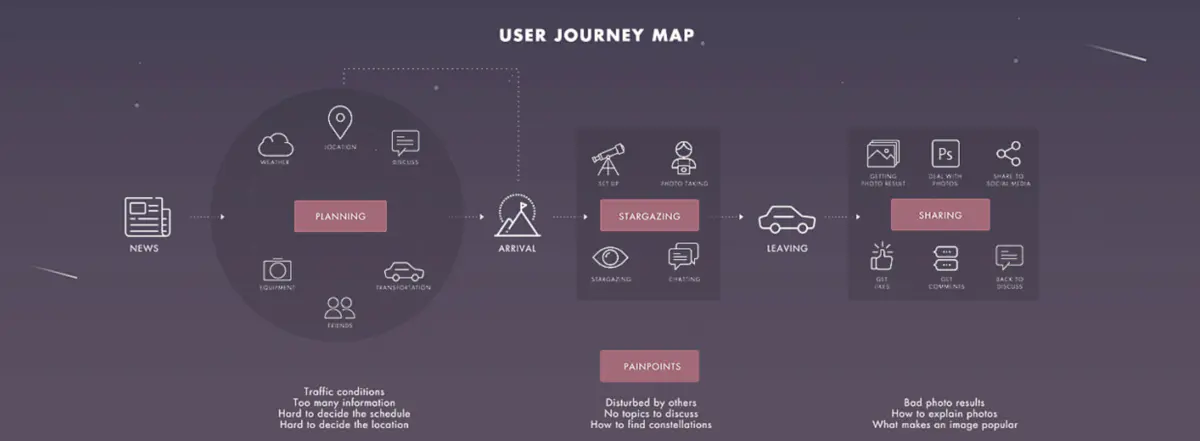 USER JOURNEY MAP
NEWS
WEATHER
LOCATION
DISCUSS
PLANNING
EQUIPMENT
FRIENDS
TRANSPORTATION
ARRIVAL
SET UP
PHOTO TAKING
STARGAZING
STARGAZING
CHATTING
LEAVING
GETTING
PHOTO RESULT
Ps
DEAL WITH
PHOTOS
SHARE TO
SOCIAL MEDIA
SHARING
GET
LIKES
GET
COMMENTS
BACK TO
DISCUSS
PAINPOINTS
Traffic conditions
Too many information
Hard to decide the schedule
Hard to decide the location
Disturbed by others
No topics to discuss
How to find constellations
Bad photo results
How to explain photos
What makes an image popular